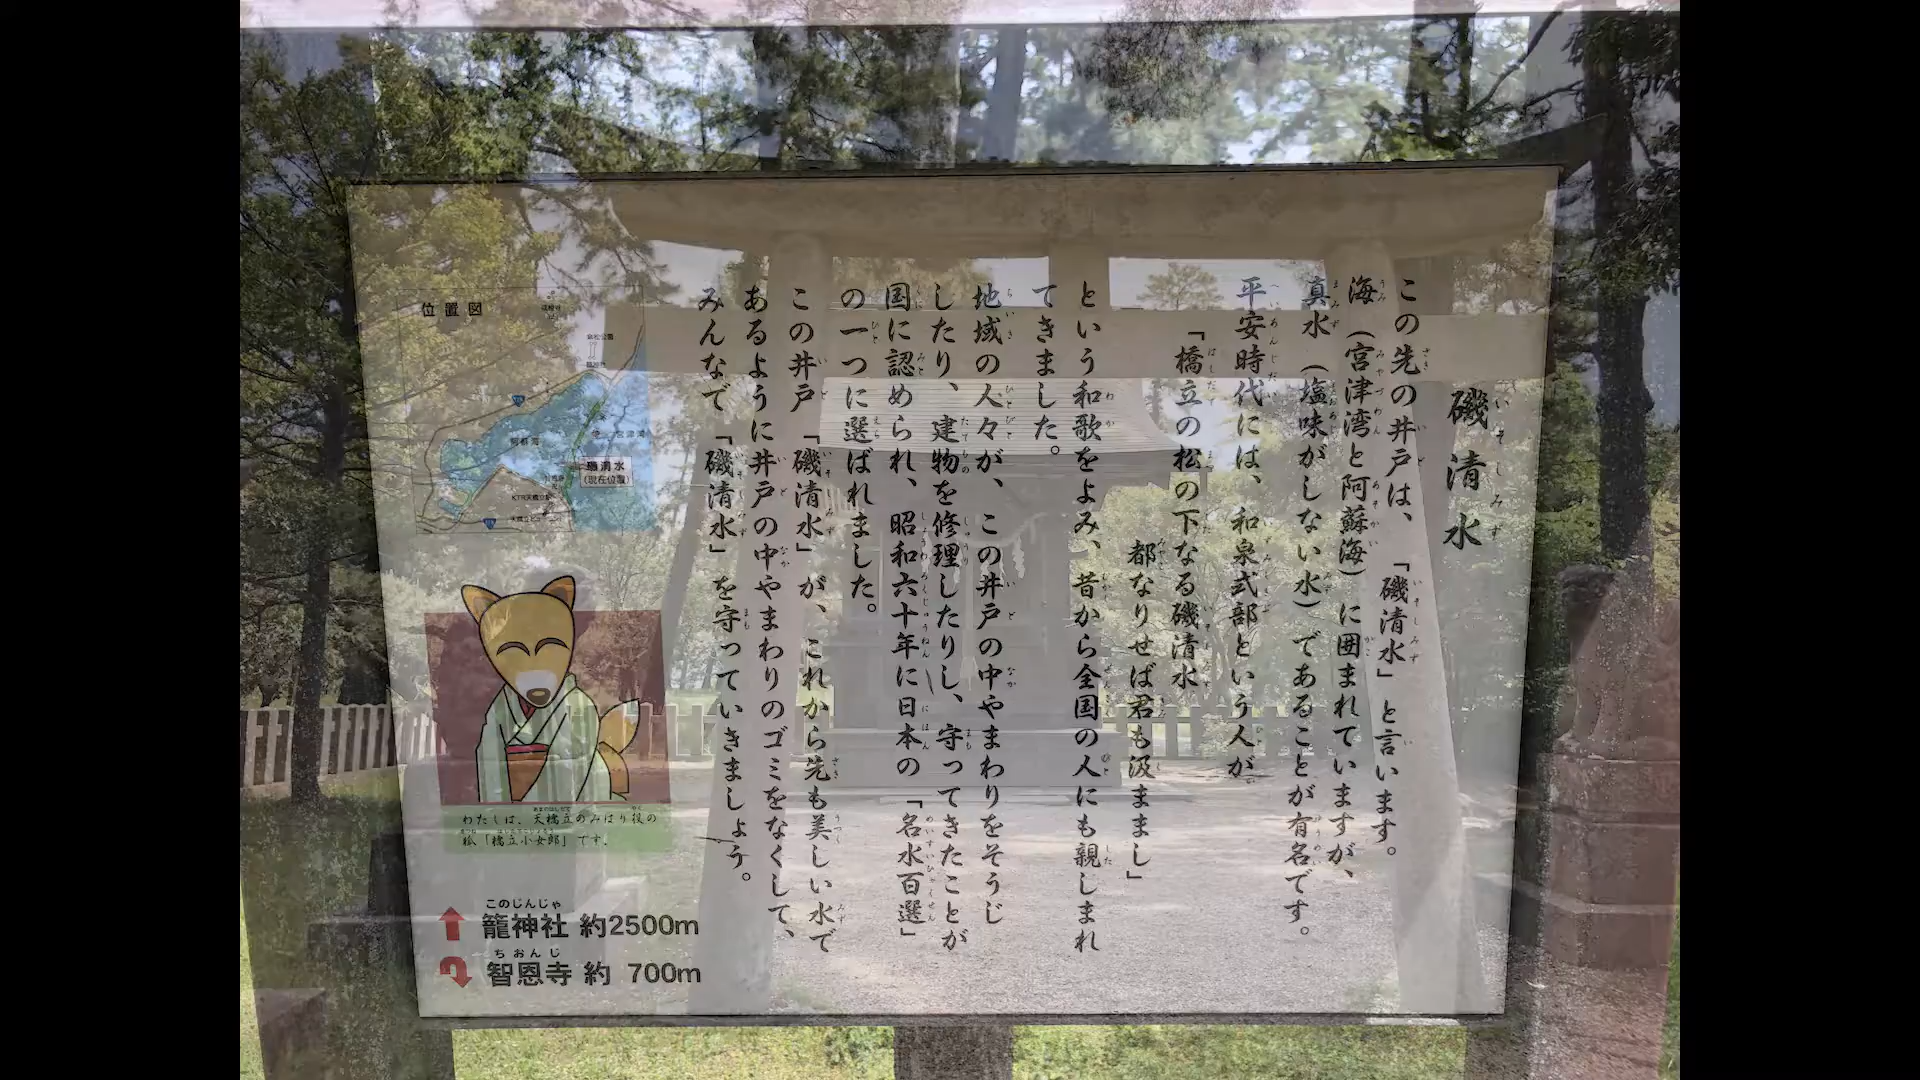 磯清水
この先の井戸は、「磯清水」と言います。
海（宮津湾と阿蘇海）に囲まれていますが、
真水（塩味がしない水）であることが有名です。
平安時代には、和泉式部という人が
「橋立の松の下なる磯清水
都なりせば君も汲ままし」
という和歌をよみ、昔から全国の人にも親しまれ
てきました。
地域の人々が、この井戸の中やまわりをそうじ
したり、建物を修理したりし、守ってきたことが
国に認められ、昭和六十年に日本の「名水百選」
の一つに選ばれました。
この井戸「磯清水」が、これから先も美しい水で
あるように井戸の中やまわりのゴミをなくして、
みんなで「磯清水」を守っていきましょう。
位置図
阿蘇海
宮津湾
磯清水
（現在位置）
わたしは、天橋立のみはり役の
狐「橋立小女郎」です。
このじんじゃ
籠神社 約2500m
ちおんじ
智恩寺 約 700m